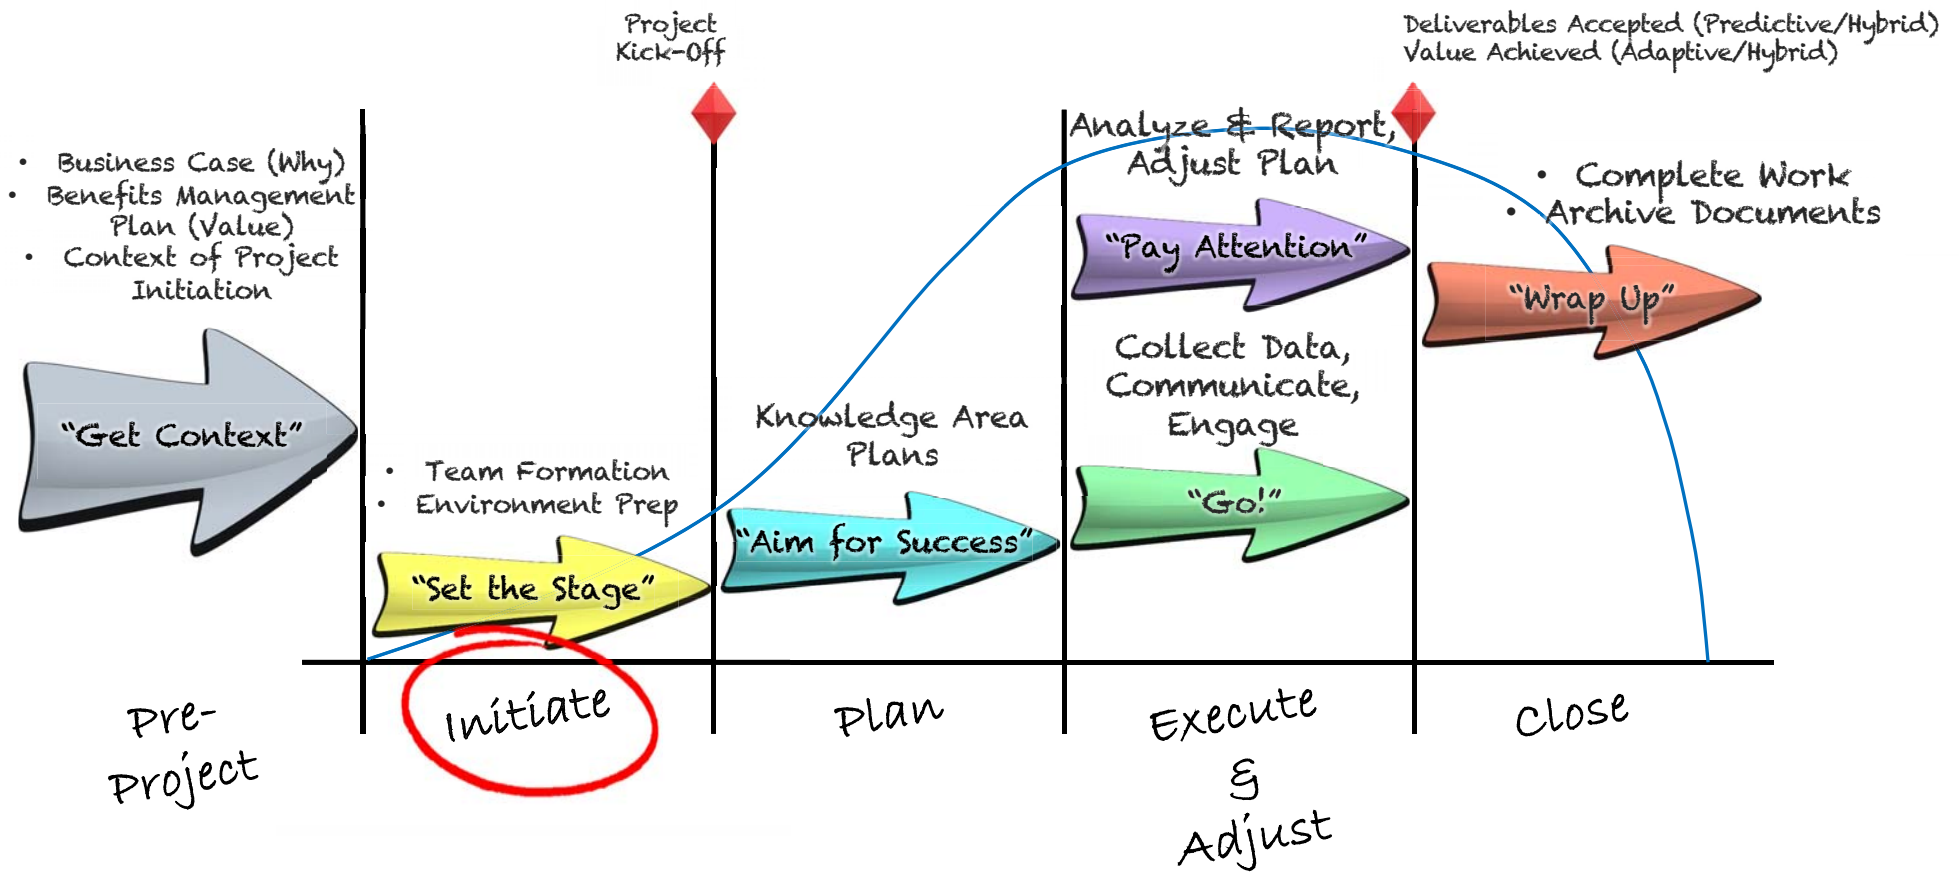 Project
Kick-Off
Deliverables Accepted (Predictive/Hybrid)
Value Achieved (Adaptive/Hybrid)
• Business Case (Why)
• Benefits Management
Plan (Value)
• Context of Project
Initiation
"Get Context"
• Team Formation
• Environment Prep
"Set the Stage"
Knowledge Area
Plans
"Aim for Success"
Analyze & Report,
Adjust Plan
"Pay Attention"
Collect Data,
Communicate,
Engage
"Go!"
• Complete Work
• Archive Documents
"Wrap Up"
Pre-
Project
Initiate
Plan
Execute
&
Adjust
Close